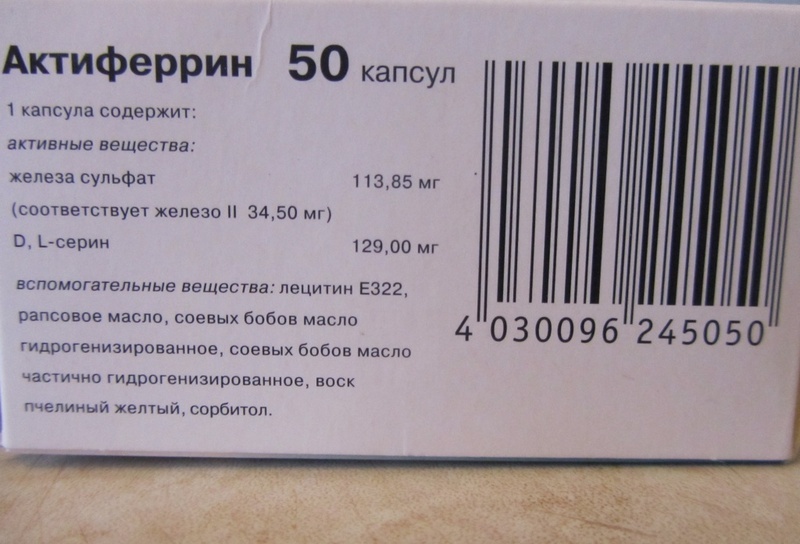 Актиферрин 50 капсул
1 капсула содержит:
активные вещества:
железа сульфат 113,85 мг
(соответствует железо II 34,50 мг)
D, L-серин 129,00 мг
вспомогательные вещества: лецитин Е322,
рапсовое масло, соевых бобов масло
гидрогенизированное, соевых бобов масло
частично гидрогенизированное, воск
пчелиный желтый, сорбитол.
4 030096 245050